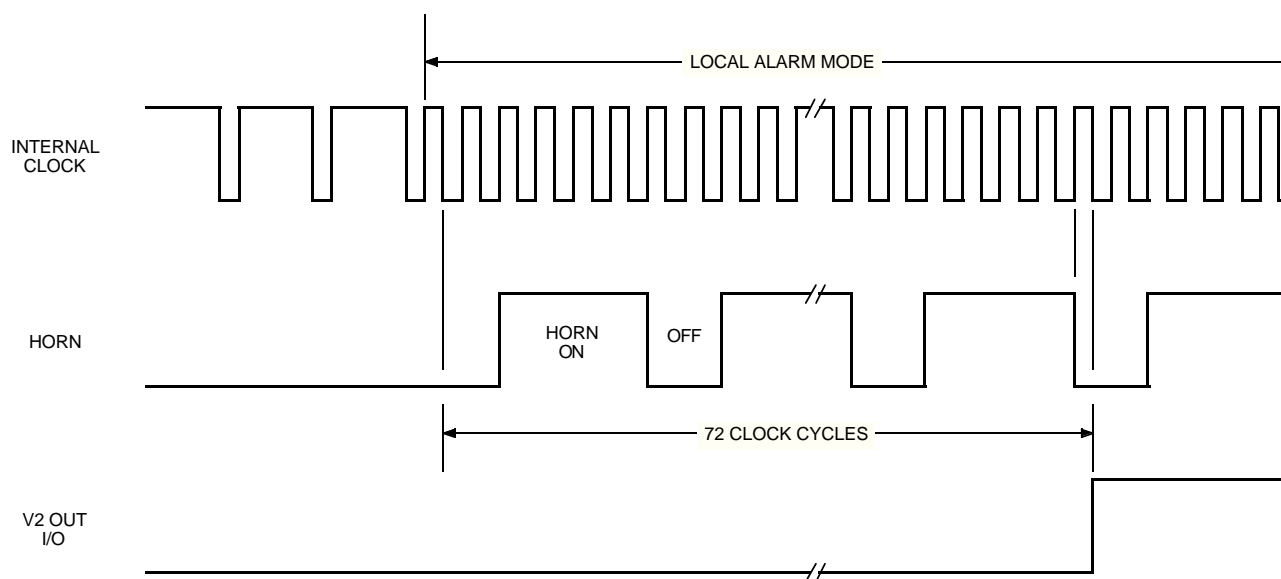 LOCAL ALARM MODE
INTERNAL
CLOCK
HORN
HORN
ON
OFF
72 CLOCK CYCLES
V2 OUT
I/O